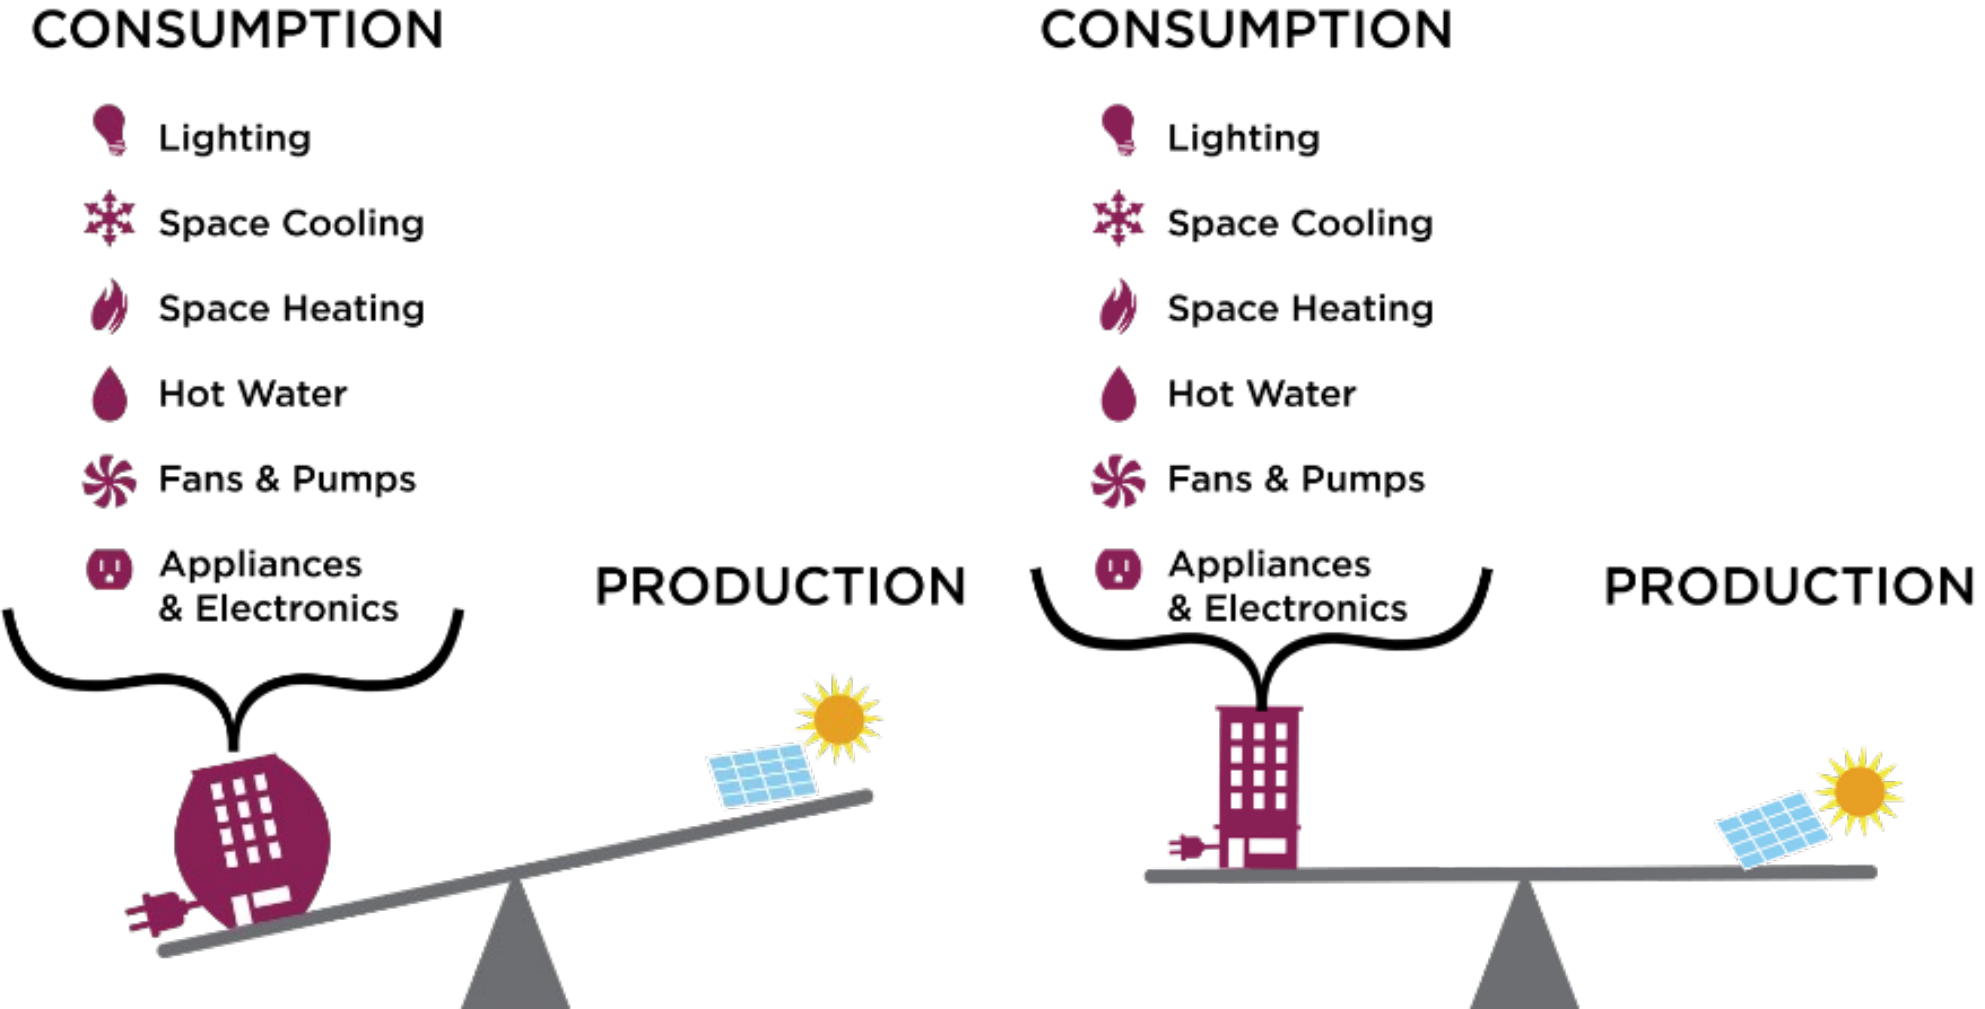 CONSUMPTION
Lighting
Space Cooling
Space Heating
Hot Water
Fans & Pumps
Appliances
& Electronics
PRODUCTION
CONSUMPTION
Lighting
Space Cooling
Space Heating
Hot Water
Fans & Pumps
Appliances
& Electronics
PRODUCTION